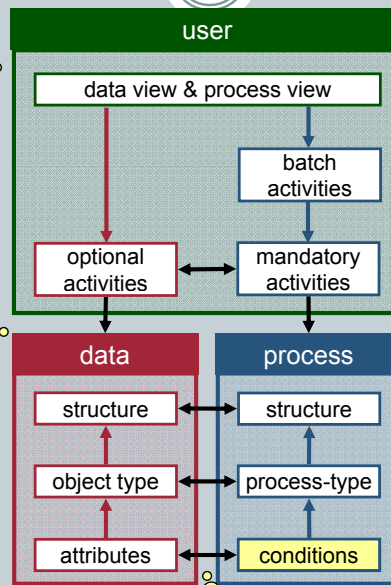 user
data view & process view
batch
activities
optional
activities
mandatory
activities
data
process
structure
structure
object type
process-type
attributes
conditions